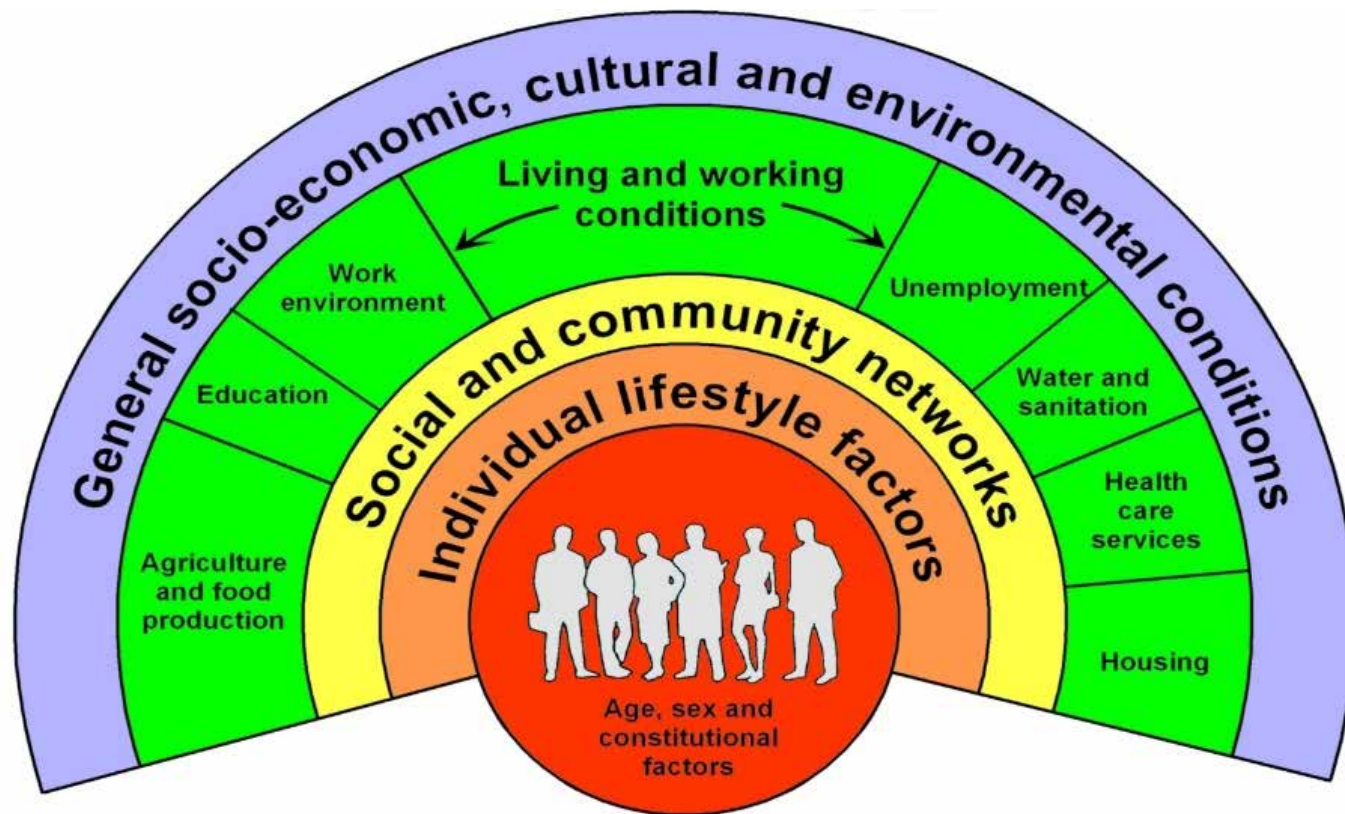 General socio-economic, cultural and environmental conditions
Living and working
conditions
Agriculture
and food
production
Education
Work
environment
Unemployment
Water and
sanitation
Health
care
services
Housing
Social and community networks
Individual lifestyle factors
Age, sex and
constitutional
factors